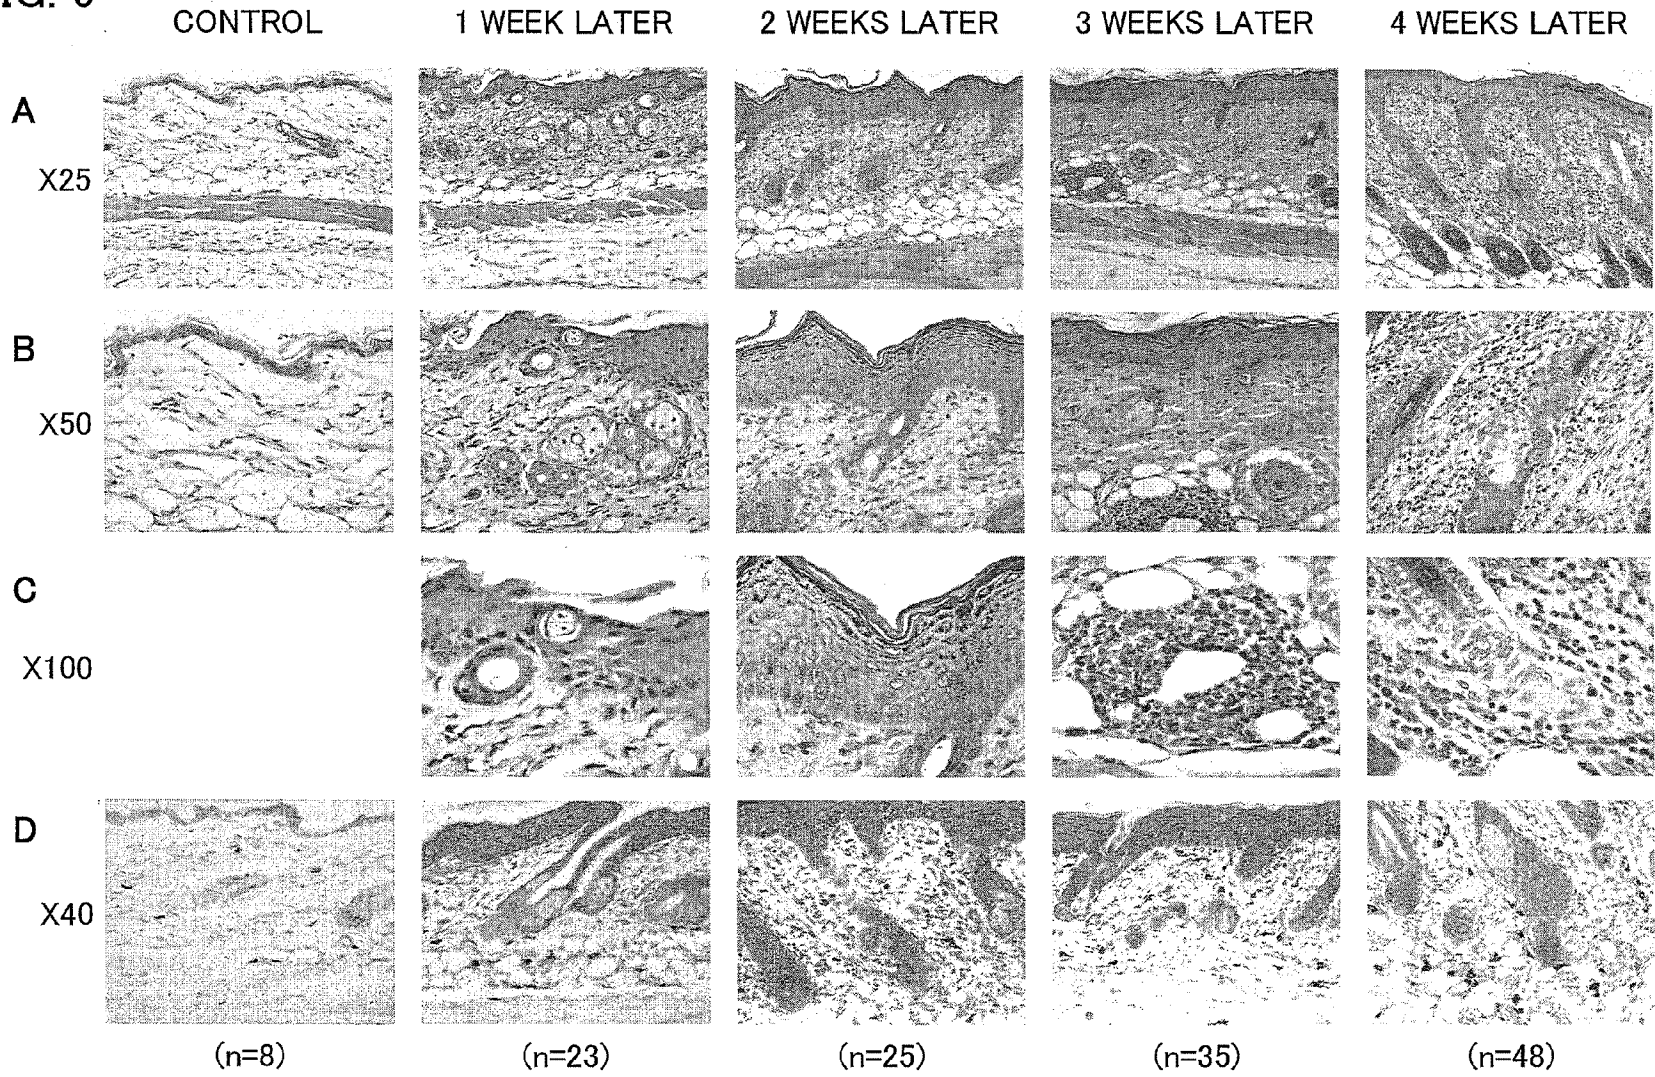 CONTROL 1 WEEK LATER 2 WEEKS LATER 3 WEEKS LATER 4 WEEKS LATER
A
X25
B
X50
C
X100
D
X40
(n=8) (n=23) (n=25) (n=35) (n=48)